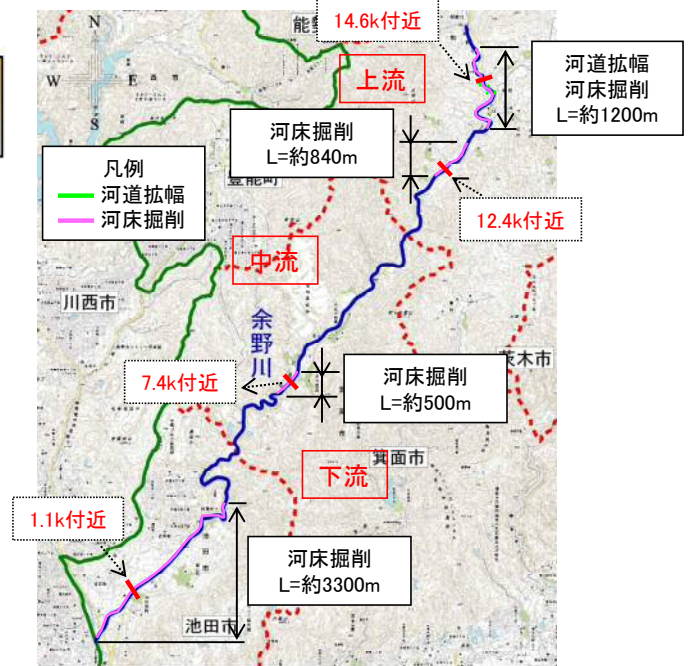 14.6k付近
能勢
N
W
E
S
上流
河道拡幅
河床掘削
L=約1200m
河床掘削
L=約840m
凡例
河道拡幅
河床掘削
豊能町
12.4k付近
中流
川西市
余野川
茨木市
7.4k付近
河床掘削
L=約500m
箕面市
下流
1.1k付近
河床掘削
L=約3300m
池田市